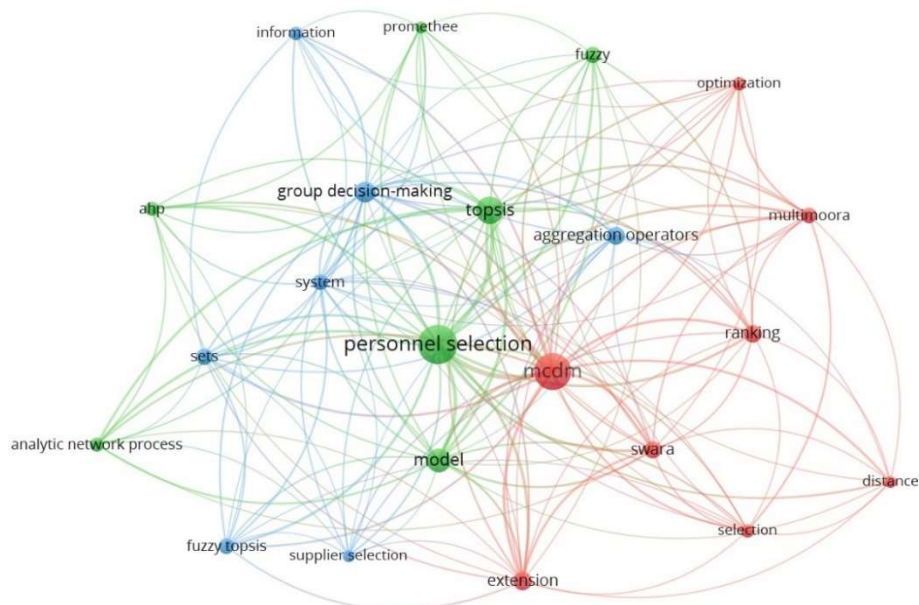 promethee
information
fuzzy
optimization
group decision-making
ahp
topsis
multimoora
aggregation operators
system
ranking
personnel selection
sets
mcdm
analytic network process
swara
model
distance
selection
fuzzy topsis
supplier selection
extension